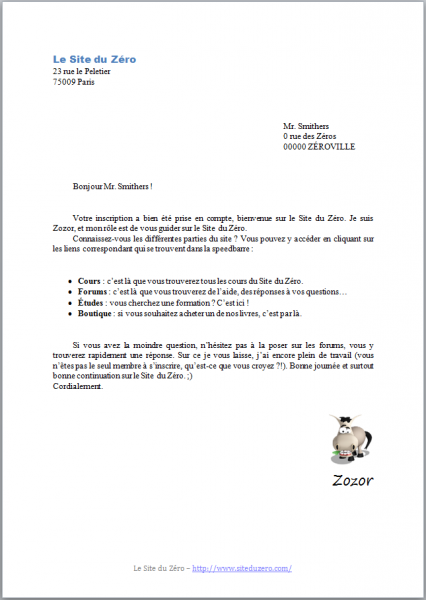 Le Site du Zéro
23 rue le Peletier
75009 Paris
Mr. Smithers
0 rue des Zéros
00000 ZÉROVILLE
Bonjour Mr. Smithers !
Votre inscription a bien été prise en compte, bienvenue sur le Site du Zéro. Je suis
Zozor, et mon rôle est de vous guider sur le Site du Zéro.
Connaissez-vous les différentes parties du site ? Vous pouvez y accéder en cliquant sur
les liens correspondant qui se trouvent dans la speedbarre :
• Cours : c'est là que vous trouverez tous les cours du Site du Zéro.
• Forums : c'est là que vous trouverez de l'aide, des réponses à vos questions…
• Études : vous cherchez une formation ? C'est ici !
• Boutique : si vous souhaitez acheter un de nos livres, c'est par là.
Si vous avez la moindre question, n'hésitez pas à la poser sur les forums, vous y
trouverez rapidement une réponse. Sur ce je vous laisse, j'ai encore plein de travail (vous
n'êtes pas le seul membre à s'inscrire, qu'est-ce que vous croyez ?!). Bonne journée et surtout
bonne continuation sur le Site du Zéro. ;)
Cordialement.
Zozor
Le Site du Zéro – http://www.siteduzero.com/